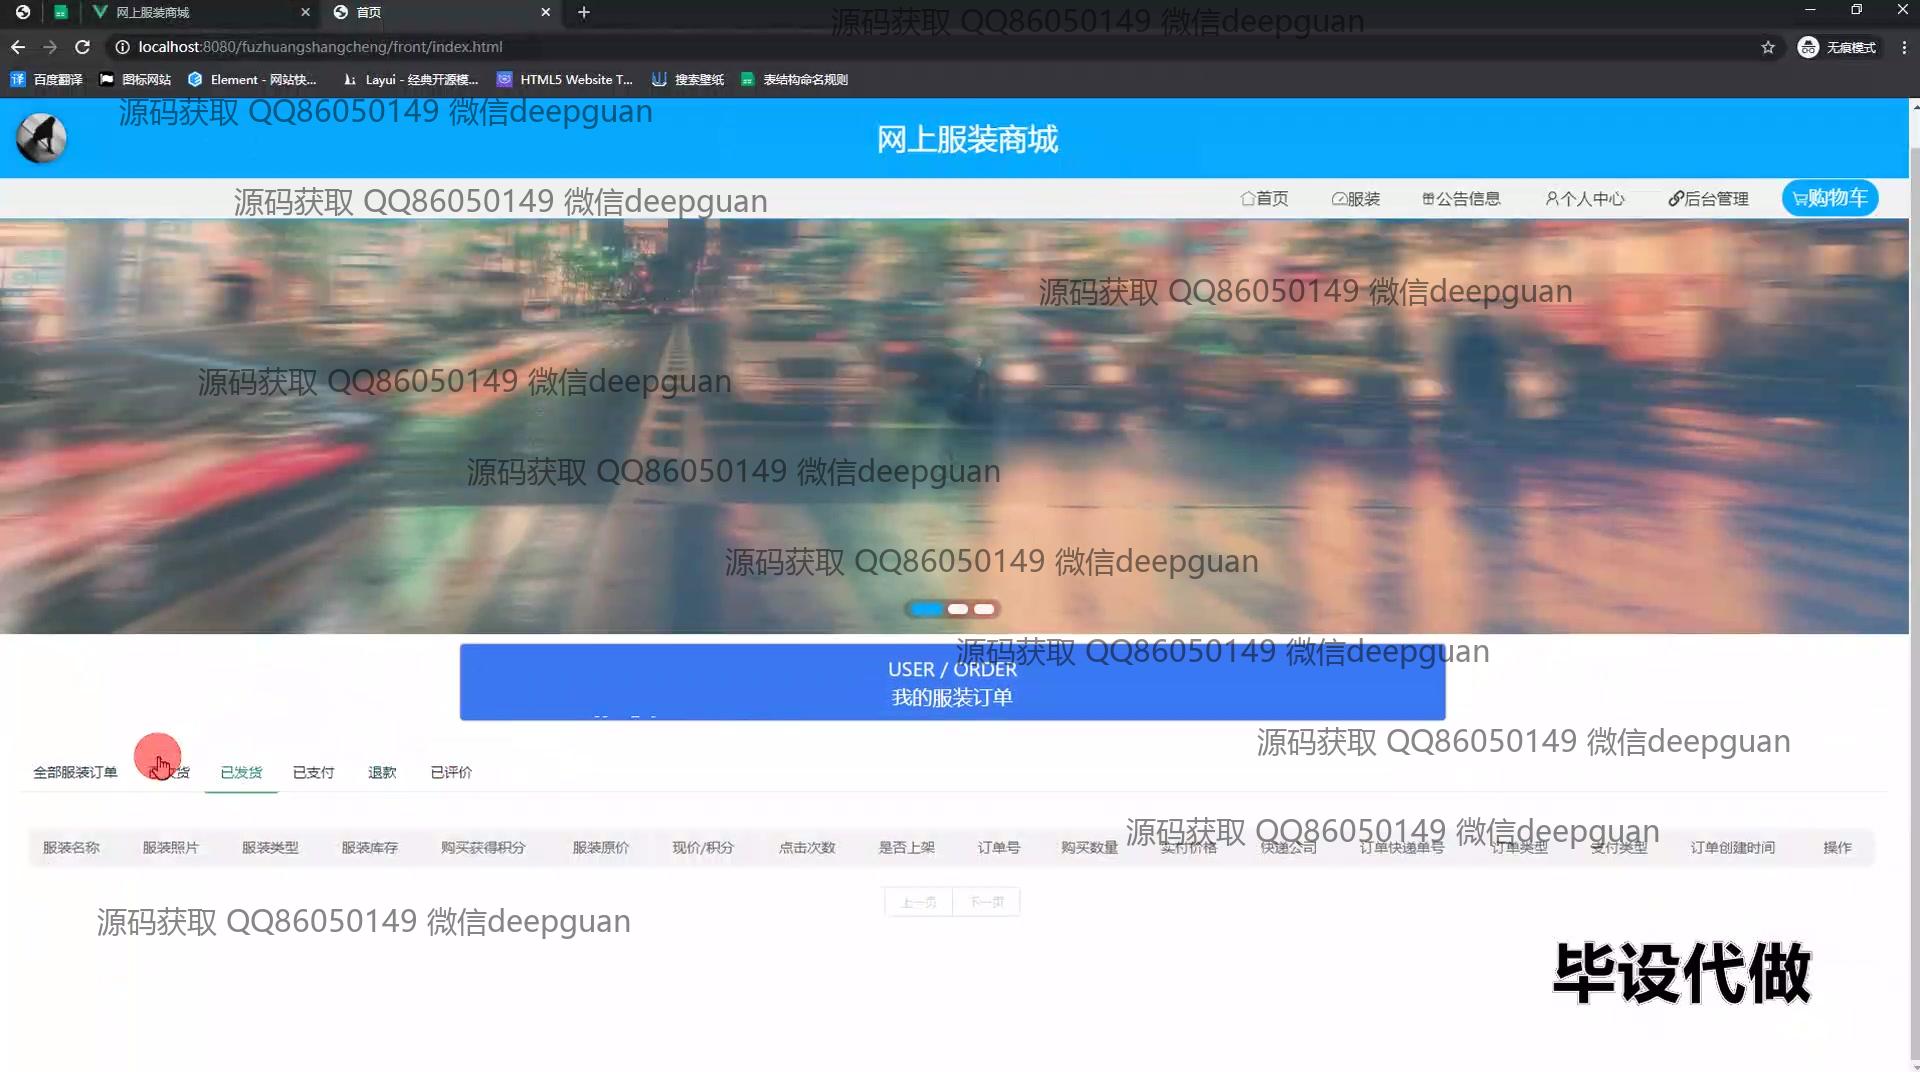 网上服装商城
首页
源码获取 QQ86050149 微信deepguan
localhost:8080/fuzhuangshangcheng/front/index.html
无痕模式
百度翻译
图标网站
Element - 网站快...
Layui - 经典开源模...
HTML5 Website T...
搜索壁纸
表结构命名规则
源码获取 QQ86050149 微信deepguan
网上服装商城
源码获取 QQ86050149 微信deepguan
首页
服装
公告信息
个人中心
后台管理
购物车
源码获取 QQ86050149 微信deepguan
源码获取 QQ86050149 微信deepguan
源码获取 QQ86050149 微信deepguan
源码获取 QQ86050149 微信deepguan
源码获取 QQ86050149 微信deepguan
USER / ORDER
我的服装订单
源码获取 QQ86050149 微信deepguan
全部服装订单
已发货
已支付
退款
已评价
源码获取 QQ86050149 微信deepguan
服装名称
服装照片
服装类型
服装库存
购买获得积分
服装原价
现价/积分
点击次数
是否上架
订单号
购买数量
实付价格
快递公司
订单快递单号
订单类型
支付类型
订单创建时间
操作
上一页
下一页
源码获取 QQ86050149 微信deepguan
毕设代做